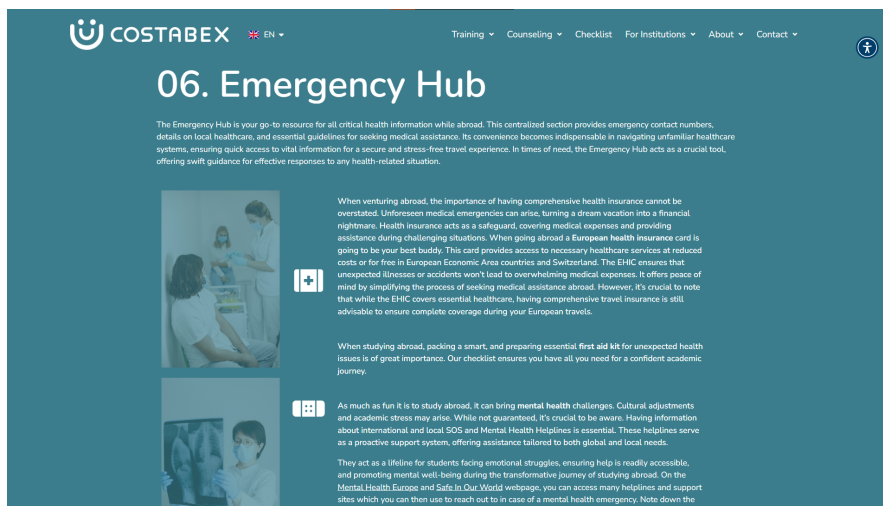 COSTABEX
EN
Training
Counseling
Checklist
For Institutions
About
Contact
06. Emergency Hub
The Emergency Hub is your go-to resource for all critical health information while abroad. This centralized section provides emergency contact numbers,
details on local healthcare, and essential guidelines for seeking medical assistance. Its convenience becomes indispensable in navigating unfamiliar healthcare
systems, ensuring quick access to vital information for a secure and stress-free travel experience. In times of need, the Emergency Hub acts as a crucial tool,
offering swift guidance for effective responses to any health-related situation.
When venturing abroad, the importance of having comprehensive health insurance cannot be
overstated. Unforeseen medical emergencies can arise, turning a dream vacation into a financial
nightmare. Health insurance acts as a safeguard, covering medical expenses and providing
assistance during challenging situations. When going abroad a European health insurance card is
going to be your best buddy. This card provides access to necessary healthcare services at reduced
costs or for free in European Economic Area countries and Switzerland. The EHIC ensures that
unexpected illnesses or accidents won't lead to overwhelming medical expenses. It offers peace of
mind by simplifying the process of seeking medical assistance abroad. However, it's crucial to note
that while the EHIC covers essential healthcare, having comprehensive travel insurance is still
advisable to ensure complete coverage during your European travels.
When studying abroad, packing a smart, and preparing essential first aid kit for unexpected health
issues is of great importance. Our checklist ensures you have all you need for a confident academic
journey.
As much as fun it is to study abroad, it can bring mental health challenges. Cultural adjustments
and academic stress may arise. While not guaranteed, it's crucial to be aware. Having information
about international and local SOS and Mental Health Helplines is essential. These helplines serve
as a proactive support system, offering assistance tailored to both global and local needs.
They act as a lifeline for students facing emotional struggles, ensuring help is readily accessible,
and promoting mental well-being during the transformative journey of studying abroad. On the
Mental Health Europe and Safe In Our World webpage, you can access many helplines and support
sites which you can then use to reach out to in case of a mental health emergency. Note down the